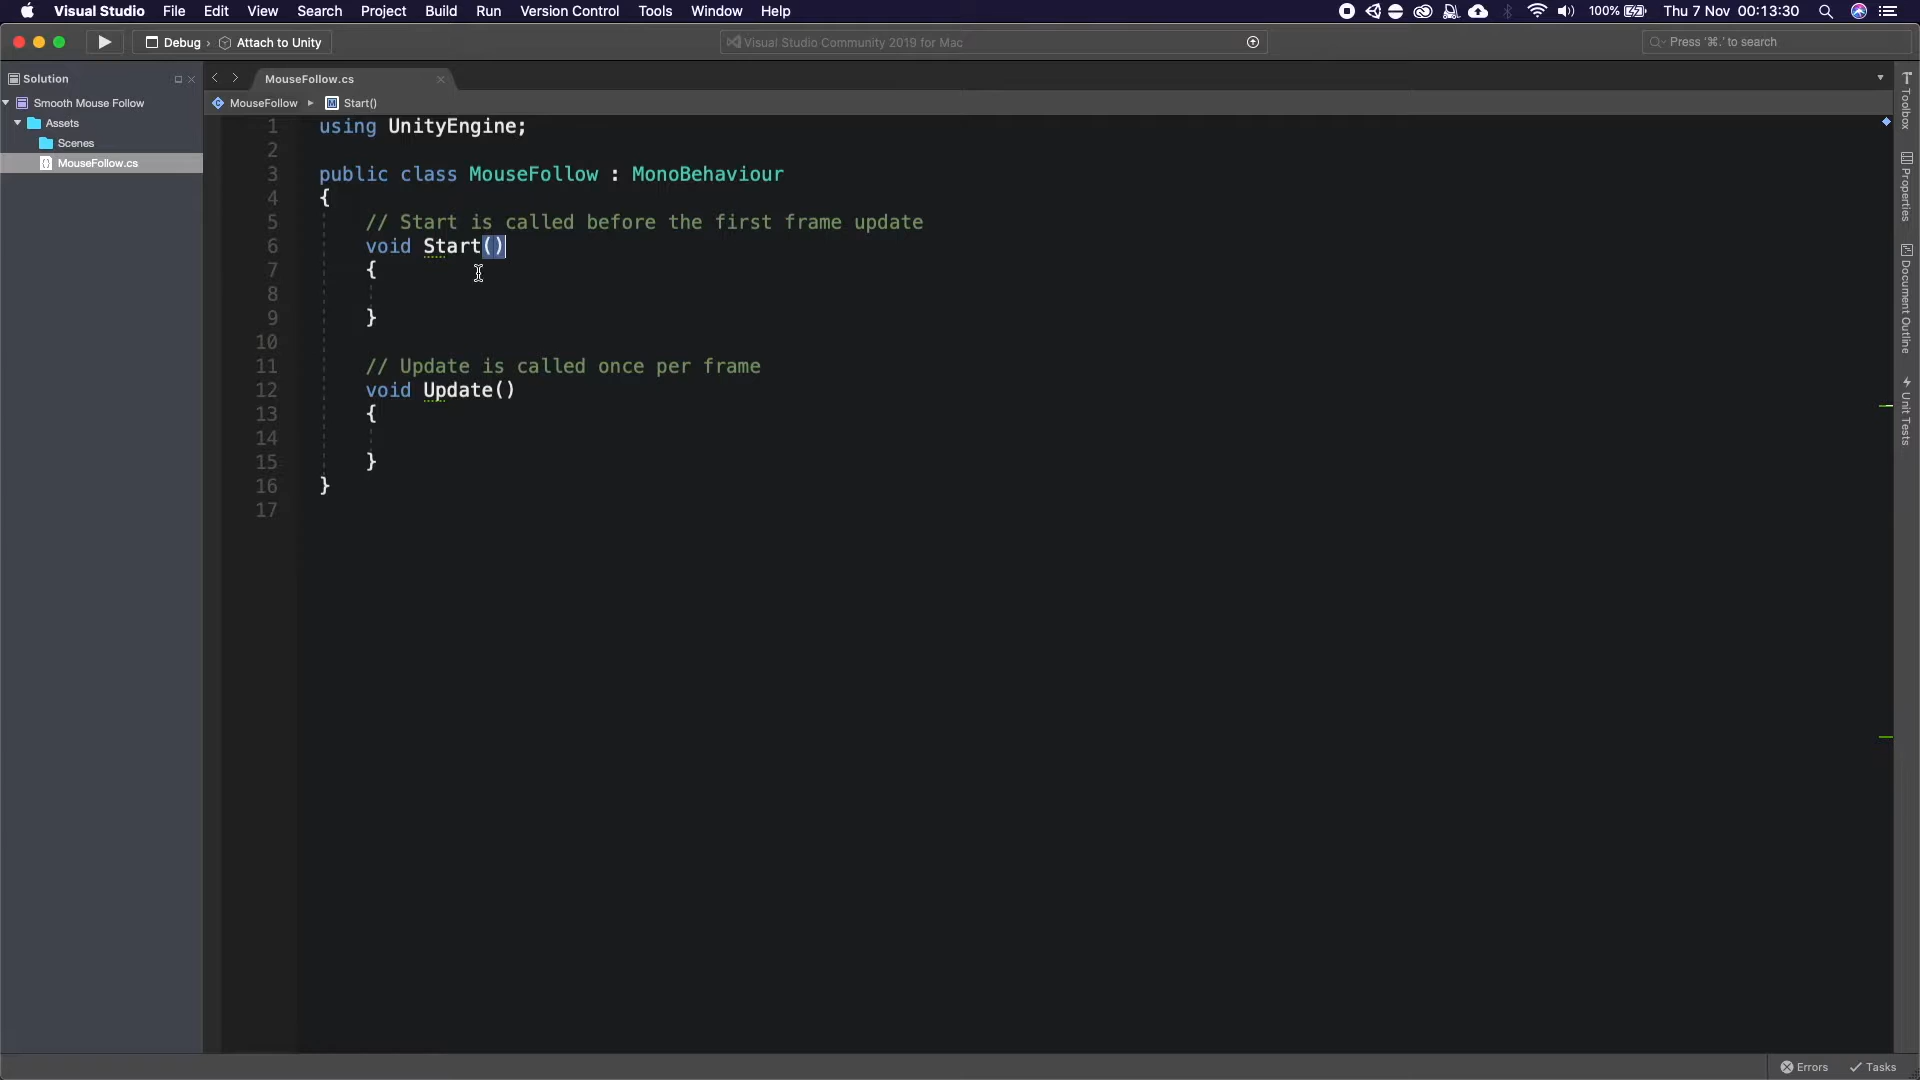 Visual Studio File Edit View Search Project Build Run Version Control Tools Window Help 100% Thu 7 Nov 00:13:30
Debug › Attach to Unity Visual Studio Community 2019 for Mac Press '⌘.' to search
Solution MouseFollow.cs
Smooth Mouse Follow
Assets
Scenes
MouseFollow.cs
MouseFollow ▸ Start()
1 using UnityEngine;
2
3 public class MouseFollow : MonoBehaviour
4 {
5 // Start is called before the first frame update
6 void Start()
7 {
8
9 }
10
11 // Update is called once per frame
12 void Update()
13 {
14
15 }
16 }
17
Toolbox
Properties
Document Outline
Unit Tests
Errors Tasks